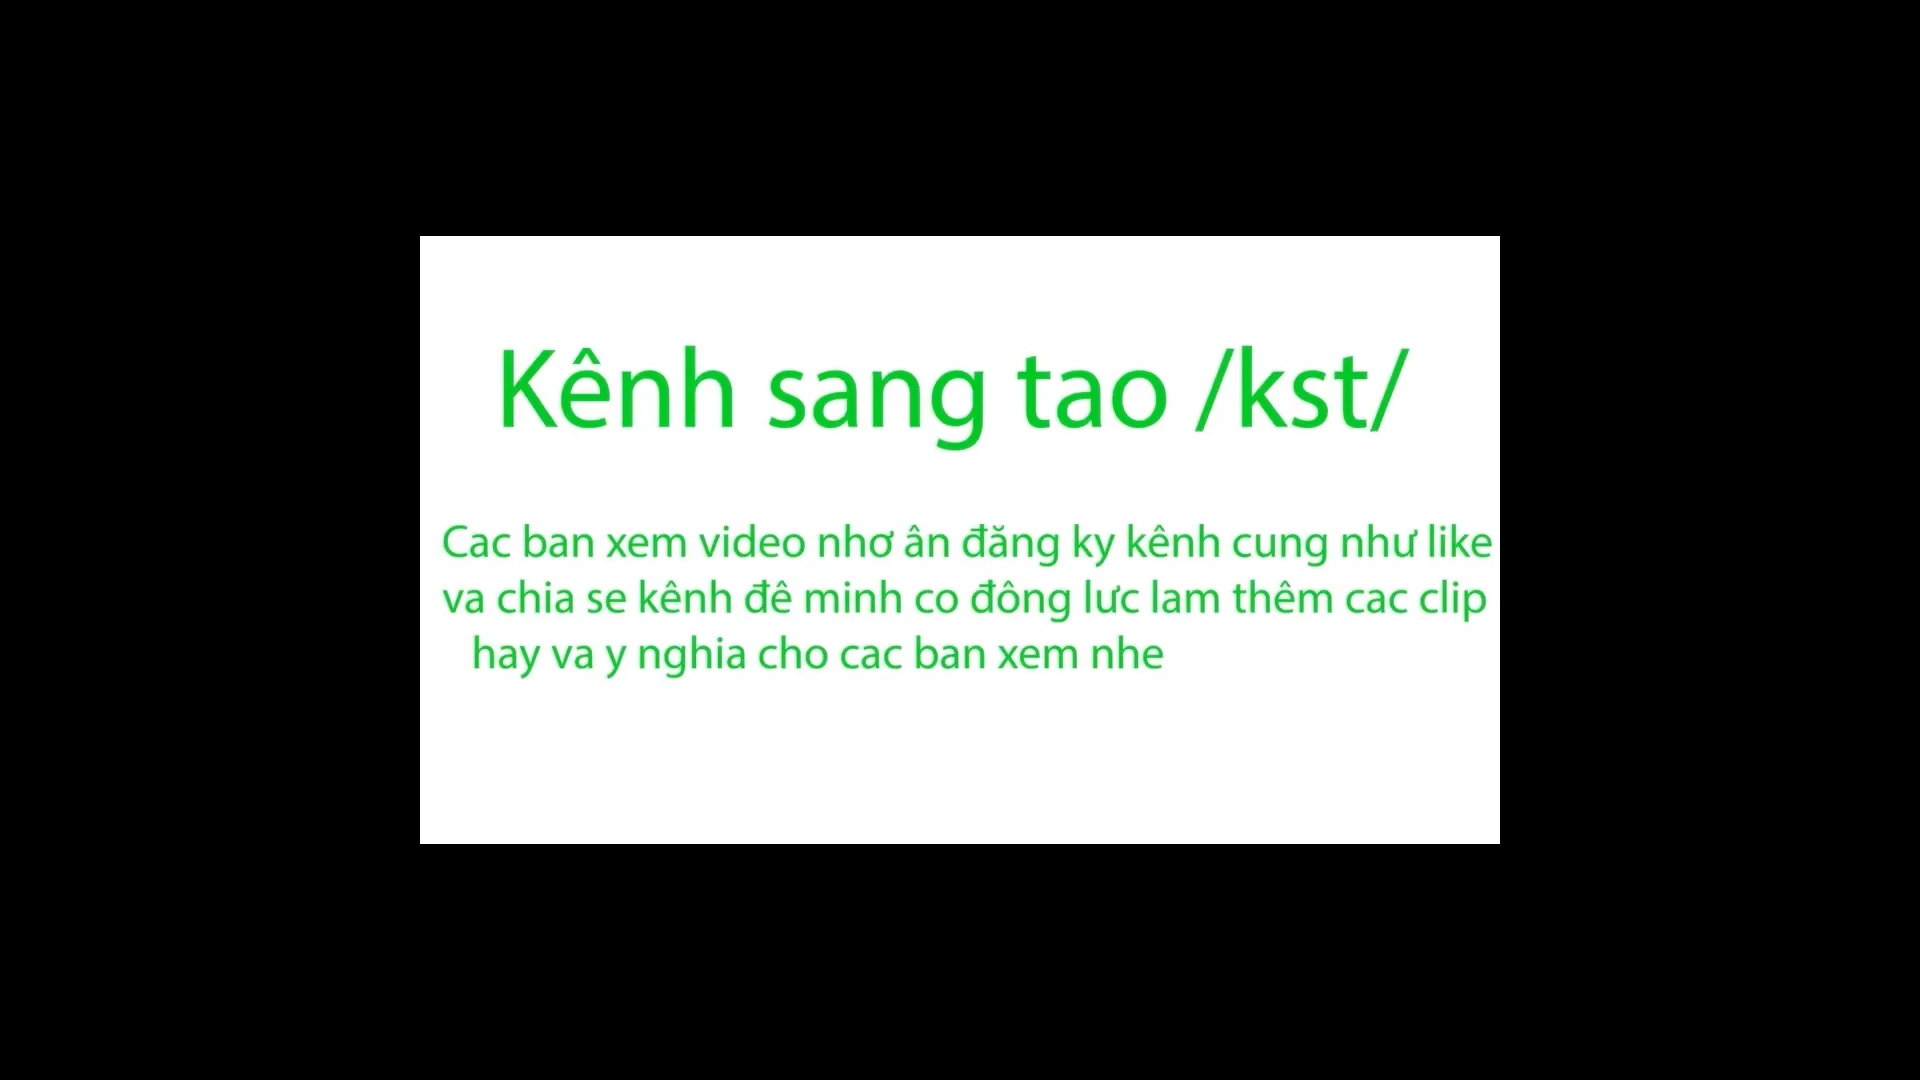 Kênh sang tao /kst/
Cac ban xem video nhơ ân đăng ky kênh cung như like
va chia se kênh đê minh co đông lưc lam thêm cac clip
hay va y nghia cho cac ban xem nhe